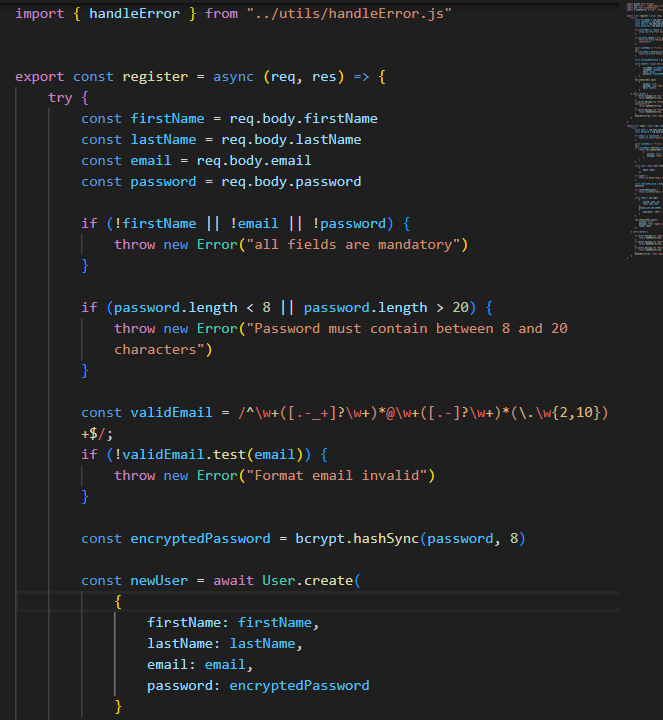 import { handleError } from "../utils/handleError.js"
export const register = async (req, res) => {
try {
const firstName = req.body.firstName
const lastName = req.body.lastName
const email = req.body.email
const password = req.body.password
if (!firstName || !email || !password) {
throw new Error("all fields are mandatory")
}
if (password.length < 8 || password.length > 20) {
throw new Error("Password must contain between 8 and 20
characters")
}
const validEmail = /^\w+([.-_+]?\w+)*@\w+([.-]?\w+)*(\.\w{2,10})
+$/;
if (!validEmail.test(email)) {
throw new Error("Format email invalid")
}
const encryptedPassword = bcrypt.hashSync(password, 8)
const newUser = await User.create(
{
firstName: firstName,
lastName: lastName,
email: email,
password: encryptedPassword
}